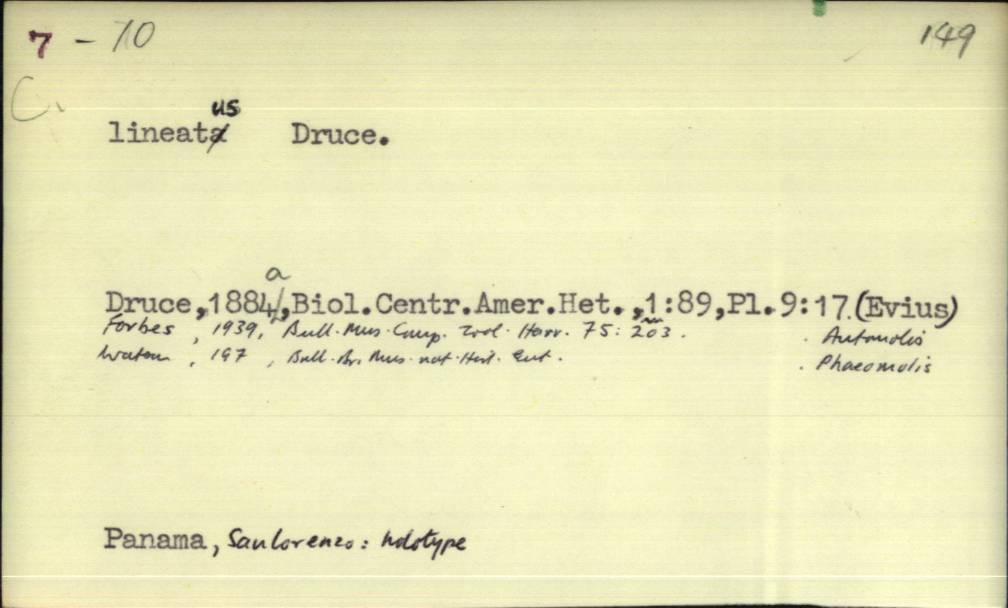 7 - 70 149
C.
lineatus Druce.
Druce, 1884a, Biol.Centr.Amer.Het., 1:89, Pl.9:17. (Evius)
Forbes, 1939, Bull. Mus. Comp. Zool. Harv. 75: 203. . Automolis
Watson, 197 , Bull. Br. Mus. nat. Hist. Ent. . Phaeomolis
Panama, San Lorenzo: holotype